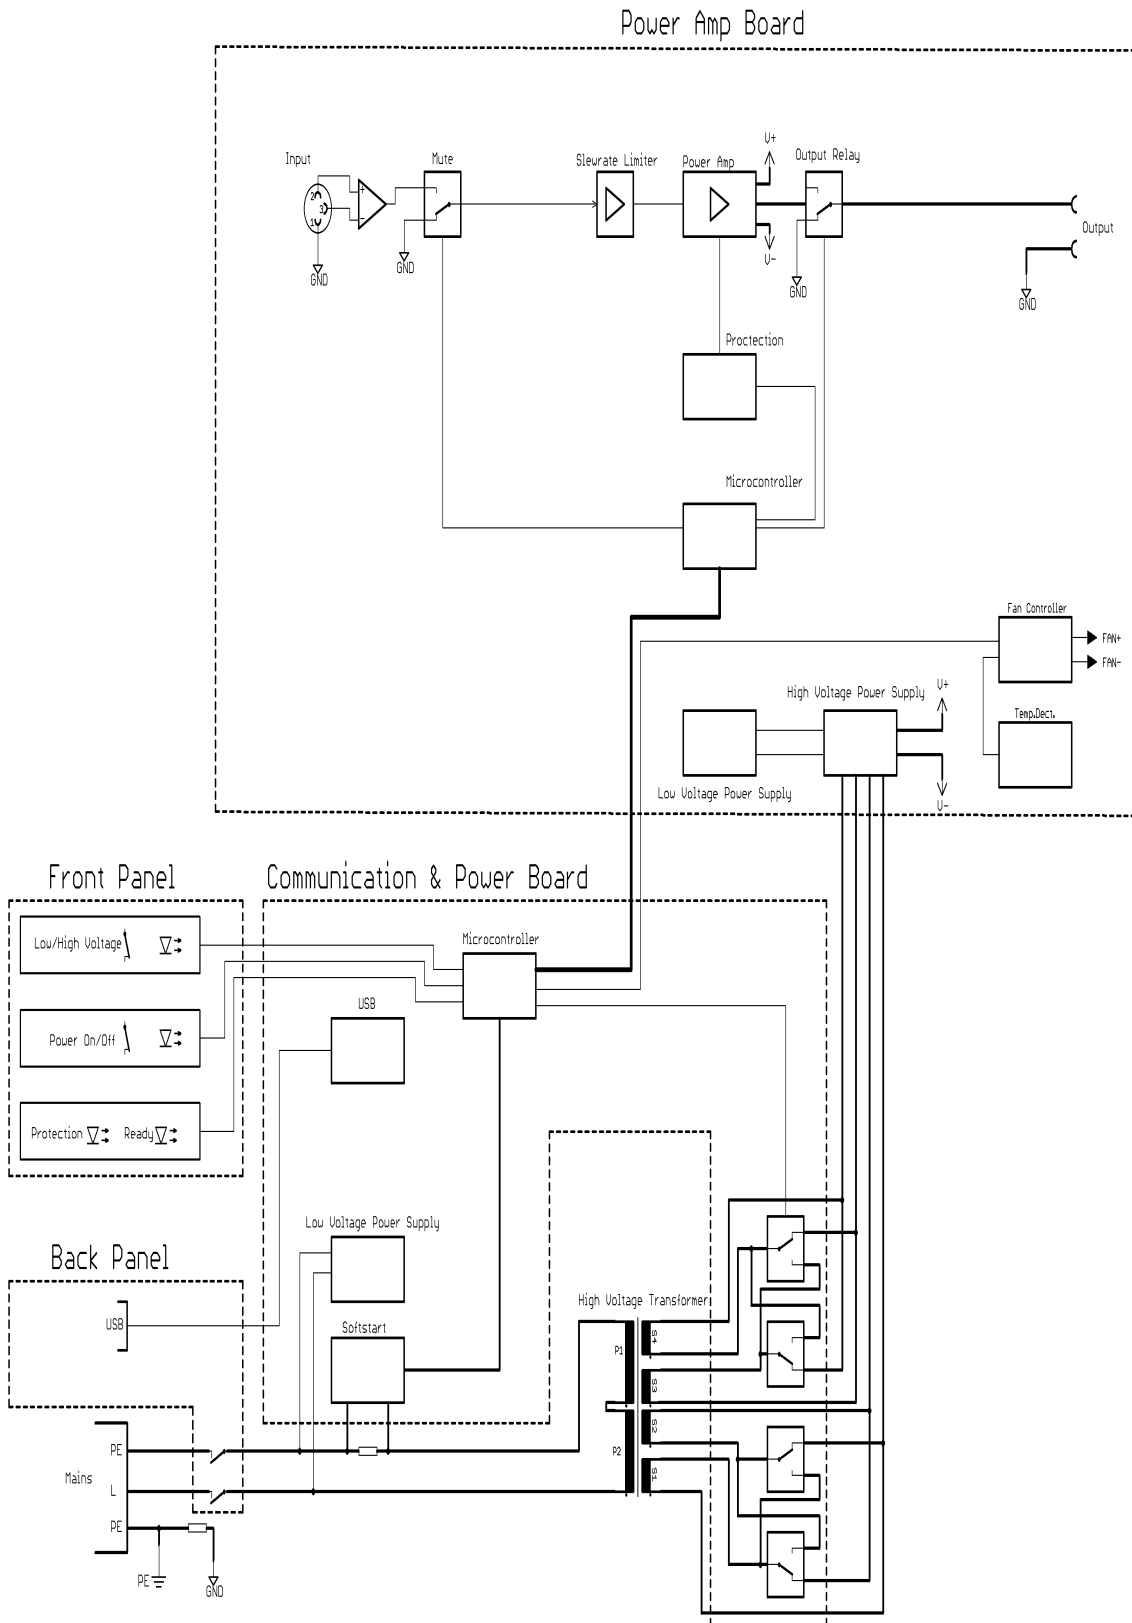 Power Amp Board
Input
Mute
Slewrate Limiter
Power Amp
V+
Output Relay
2
3
1
+
-
V-
Output
GND
GND
GND
GND
Proctection
Microcontroller
Fan Controller
FAN+
FAN-
High Voltage Power Supply
V+
Temp.Dect.
Low Voltage Power Supply
V-
Front Panel
Communication & Power Board
Low/High Voltage
Microcontroller
USB
Power On/Off
Protection
Ready
Low Voltage Power Supply
Back Panel
High Voltage Transformer
USB
Softstart
P1
S4
S3
S2
P2
S1
PE
Mains
L
PE
PE
GND